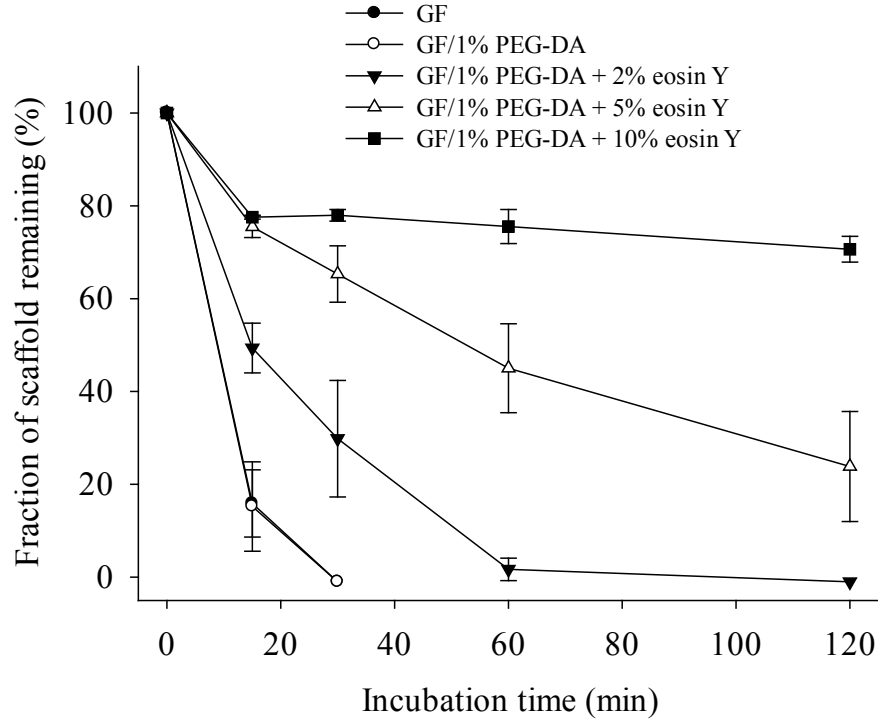 GF
GF/1% PEG-DA
GF/1% PEG-DA + 2% eosin Y
GF/1% PEG-DA + 5% eosin Y
GF/1% PEG-DA + 10% eosin Y
Fraction of scaffold remaining (%)
100
80
60
40
20
0
0 20 40 60 80 100 120
Incubation time (min)